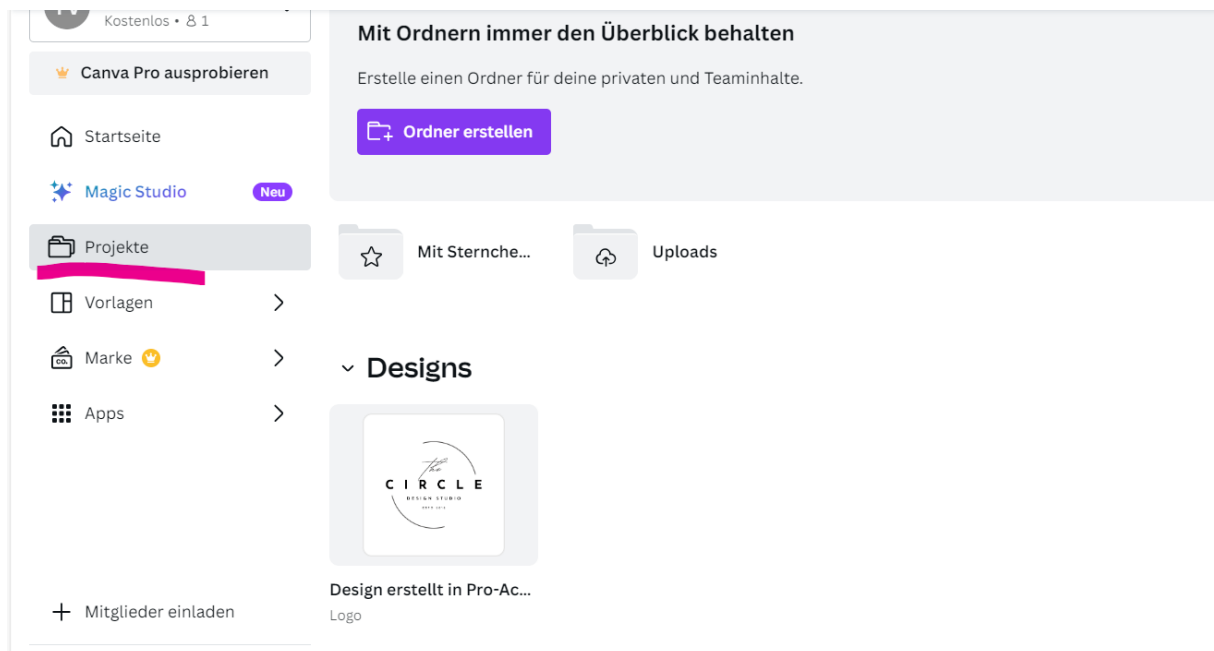 Kostenlos • 1
Canva Pro ausprobieren
Startseite
Magic Studio Neu
Projekte
Vorlagen
Marke
Apps
Mitglieder einladen
Mit Ordnern immer den Überblick behalten
Erstelle einen Ordner für deine privaten und Teaminhalte.
Ordner erstellen
Mit Sternche...
Uploads
Designs
The
CIRCLE
DESIGN STUDIO
Design erstellt in Pro-Ac...
Logo